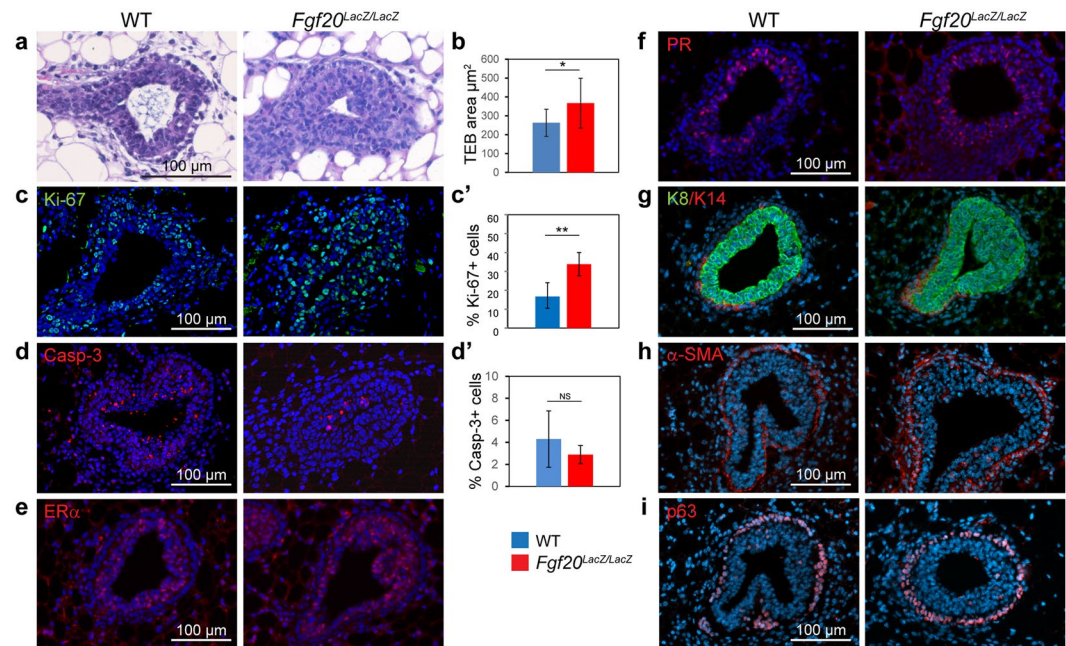 WT
Fgf20LacZ/LacZ
a
100 µm
b
TEB area µm²
600
500
400
300
200
100
0
*
c
Ki-67
100 µm
c’
% Ki-67+ cells
60
50
40
30
20
10
0
**
d
Casp-3
100 µm
d’
% Casp-3+ cells
10
8
6
4
2
0
NS
e
ERα
100 µm
WT
Fgf20LacZ/LacZ
WT
Fgf20LacZ/LacZ
f
PR
100 µm
g
K8/K14
100 µm
h
α-SMA
100 µm
i
p63
100 µm